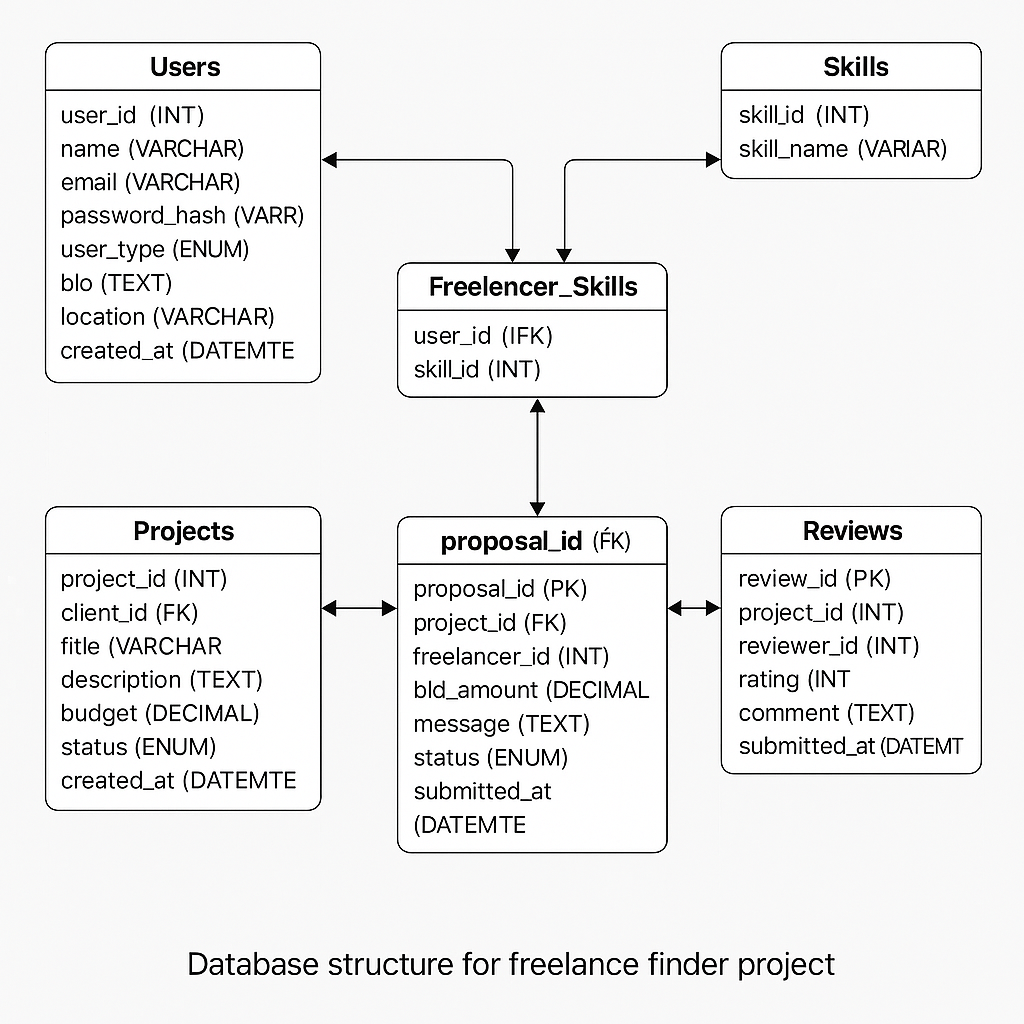 Users
user_id (INT)
name (VARCHAR)
email (VARCHAR)
password_hash (VARR)
user_type (ENUM)
blo (TEXT)
location (VARCHAR)
created_at (DATEMTE
Skills
skill_id (INT)
skill_name (VARIAR)
Freelencer_Skills
user_id (IFK)
skill_id (INT)
Projects
project_id (INT)
client_id (FK)
fitle (VARCHAR
description (TEXT)
budget (DECIMAL)
status (ENUM)
created_at (DATEMTE
proposal_id (ḞK)
proposal_id (PK)
project_id (FK)
freelancer_id (INT)
bld_amount (DECIMAL
message (TEXT)
status (ENUM)
submitted_at
(DATEMTE
Reviews
review_id (PK)
project_id (INT)
reviewer_id (INT)
rating (INT
comment (TEXT)
submitted_at (DATEMT
Database structure for freelance finder project